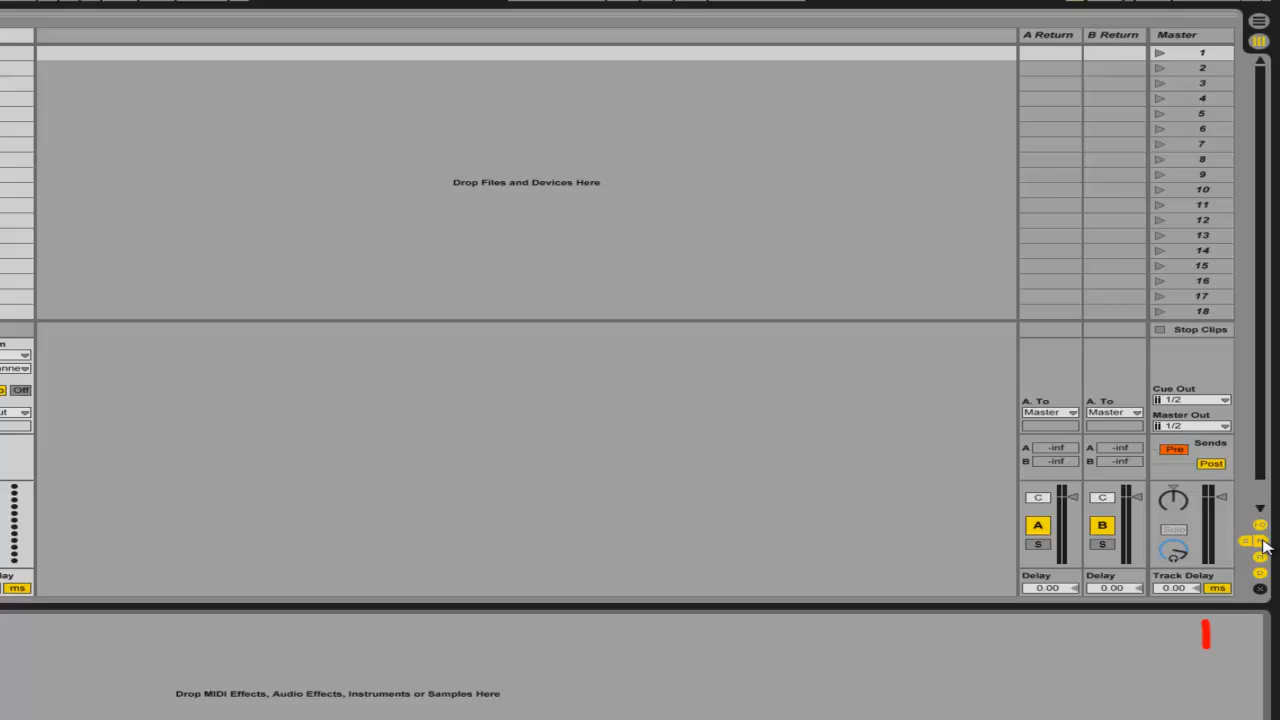 A Return B Return Master
1
2
3
4
5
6
7
8
9
10
11
12
13
14
15
16
17
18
Drop Files and Devices Here
Stop Clips
Off
Cue Out
1/2
A. To A. To Master Out
Master Master 1/2
Sends
A -inf A -inf Pre
B -inf B -inf Post
C C
A B Solo
S S
Delay Delay Track Delay
ms 0.00 0.00 0.00 ms
Drop MIDI Effects, Audio Effects, Instruments or Samples Here